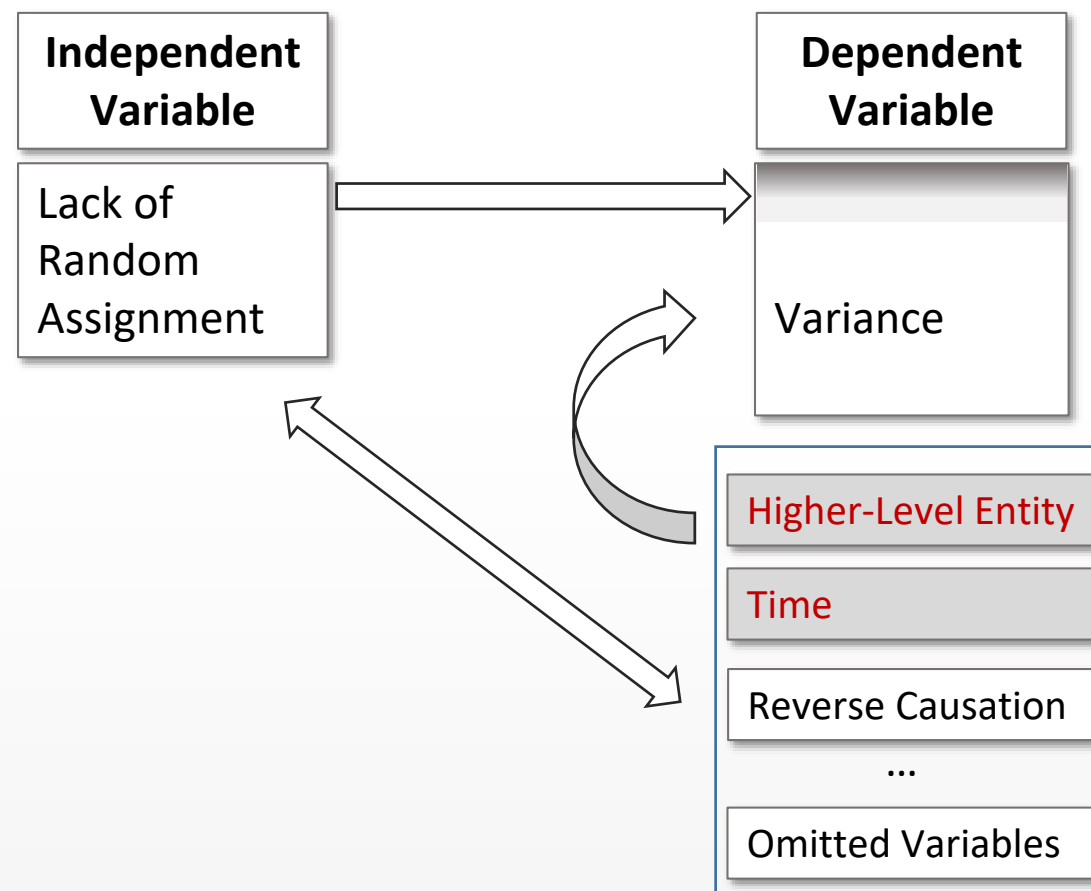 Independent
Variable
Dependent
Variable
Lack of
Random
Assignment
Variance
Higher-Level Entity
Time
Reverse Causation
...
Omitted Variables